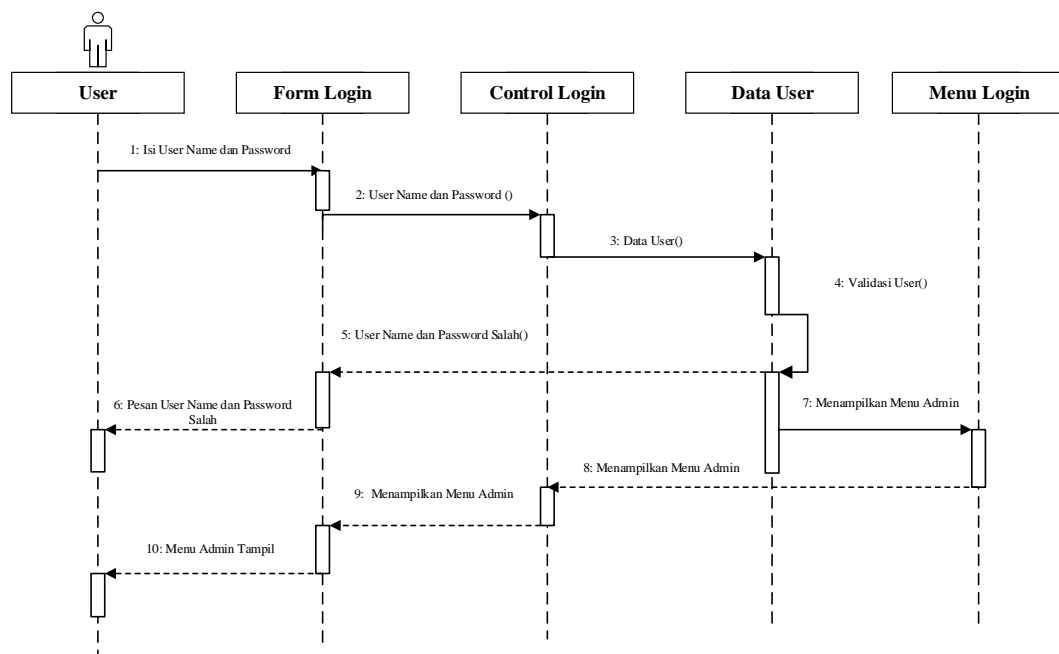 User
Form Login
Control Login
Data User
Menu Login
1: Isi User Name dan Password
2: User Name dan Password ()
3: Data User()
4: Validasi User()
5: User Name dan Password Salah()
6: Pesan User Name dan Password
Salah
7: Menampilkan Menu Admin
8: Menampilkan Menu Admin
9: Menampilkan Menu Admin
10: Menu Admin Tampil